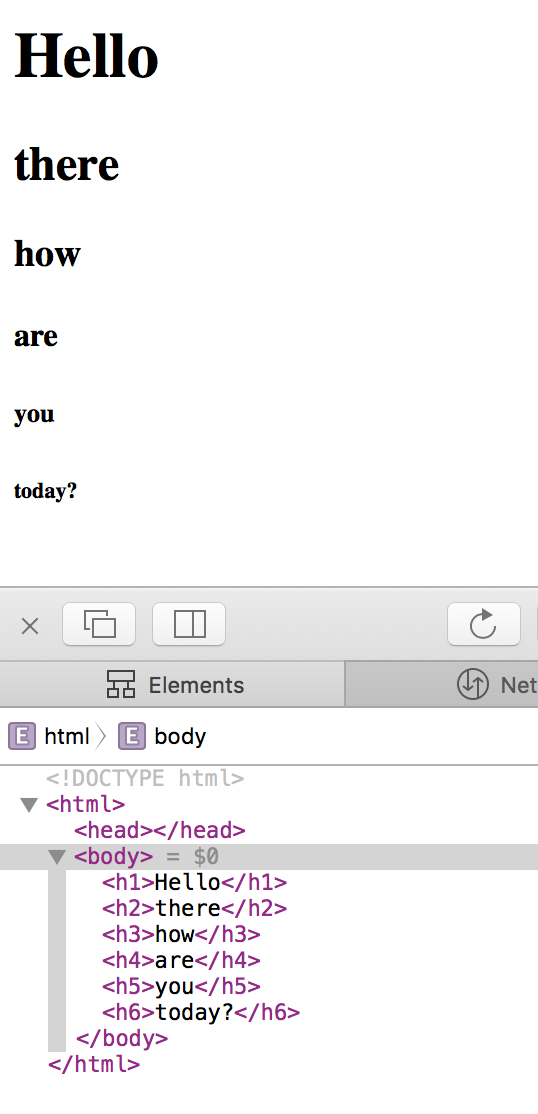 Hello
there
how
are
you
today?
Elements
Net
E html E body
<!DOCTYPE html>
<html>
<head></head>
<body> = $0
<h1>Hello</h1>
<h2>there</h2>
<h3>how</h3>
<h4>are</h4>
<h5>you</h5>
<h6>today?</h6>
</body>
</html>